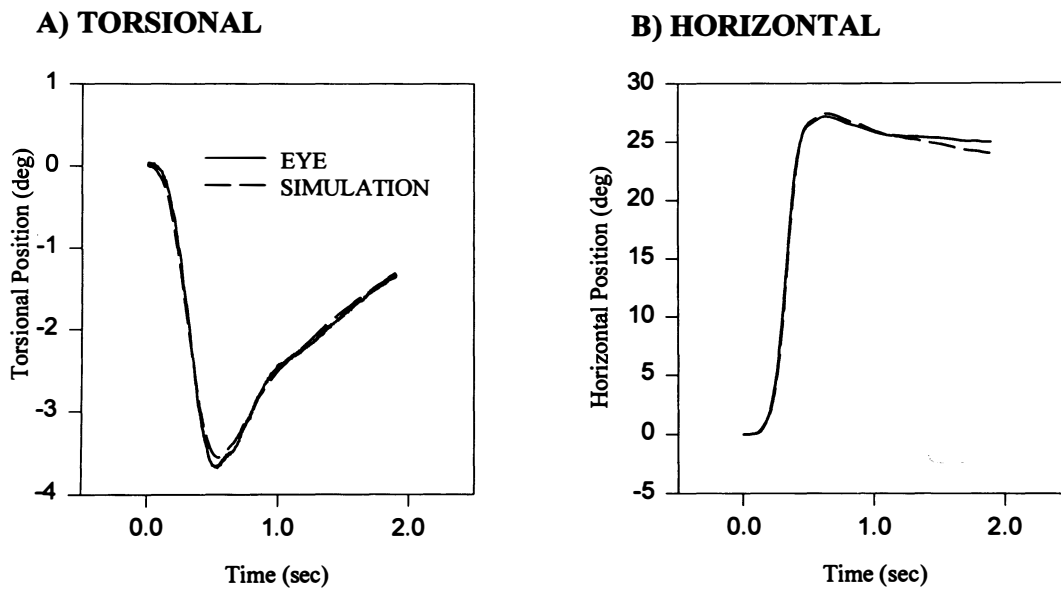 A) TORSIONAL
1
0
-1
-2
-3
-4
Torsional Position (deg)
EYE
SIMULATION
0.0 1.0 2.0
Time (sec)
B) HORIZONTAL
30
25
20
15
10
5
0
-5
Horizontal Position (deg)
0.0 1.0 2.0
Time (sec)